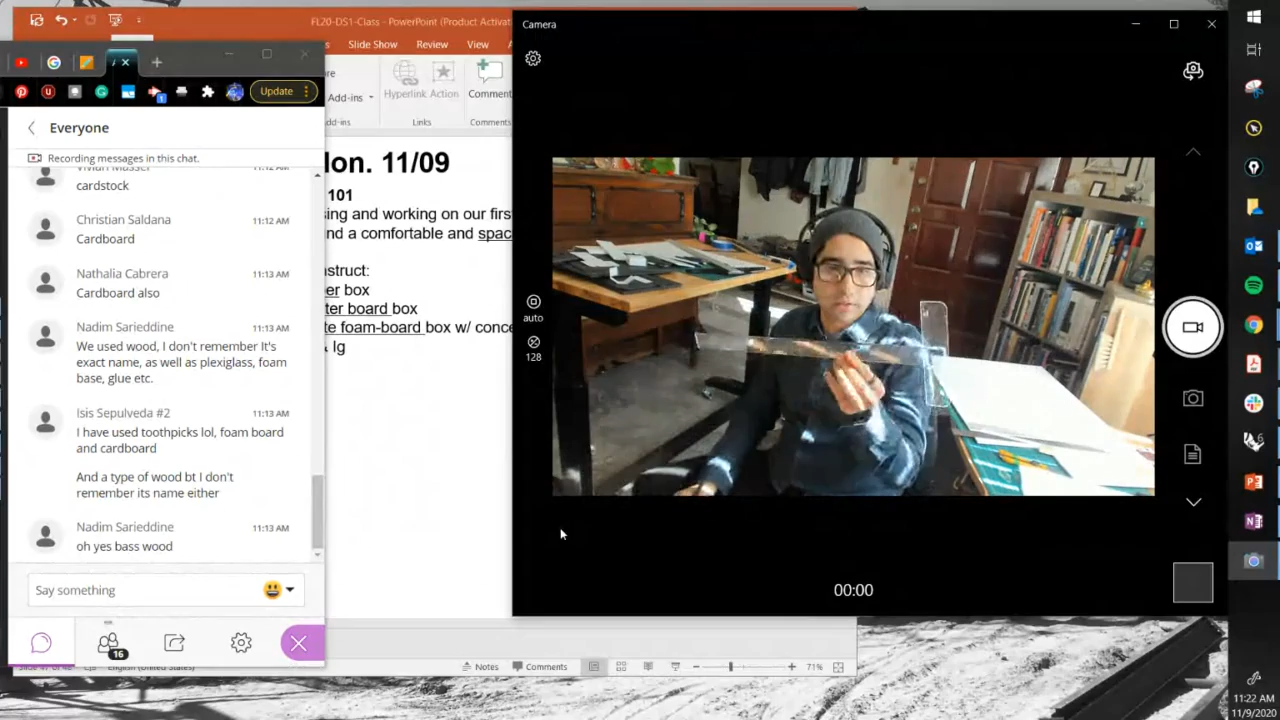 FL20-DS1-Class - PowerPoint (Product Activat
Slide Show Review View
Update
Add-ins
Hyperlink Action
Comment
Links
Comments
Everyone
Recording messages in this chat.
11:12 AM
cardstock
Christian Saldana 11:12 AM
Cardboard
Nathalia Cabrera 11:13 AM
Cardboard also
Nadim Sarieddine 11:13 AM
We used wood, I don't remember It's
exact name, as well as plexiglass, foam
base, glue etc.
Isis Sepulveda #2 11:13 AM
I have used toothpicks lol, foam board
and cardboard
And a type of wood bt I don't
remember its name either
Nadim Sarieddine 11:13 AM
oh yes bass wood
Say something
16
on. 11/09
101
sing and working on our firs
nd a comfortable and spac
nstruct:
er box
ter board box
te foam-board box w/ conce
& lg
English (United States)
Notes Comments 71%
Camera
auto
128
00:00
11:22 AM
11/9/2020